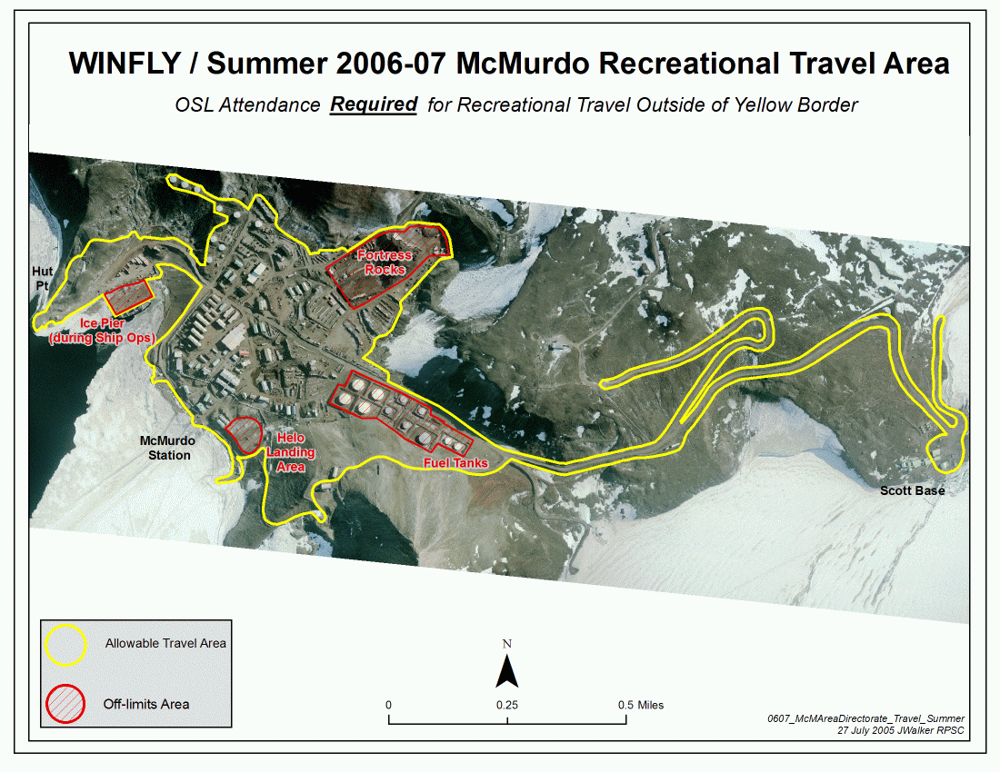 WINFLY / Summer 2006-07 McMurdo Recreational Travel Area
OSL Attendance Required for Recreational Travel Outside of Yellow Border
Hut
Pt
Fortress
Rocks
Ice Pier
(during Ship Ops)
McMurdo
Station
Helo
Landing
Area
Fuel Tanks
Scott Base
Allowable Travel Area
Off-limits Area
N
0 0.25 0.5 Miles
0607_McMAreaDirectorate_Travel_Summer
27 July 2005 JWalker RPSC